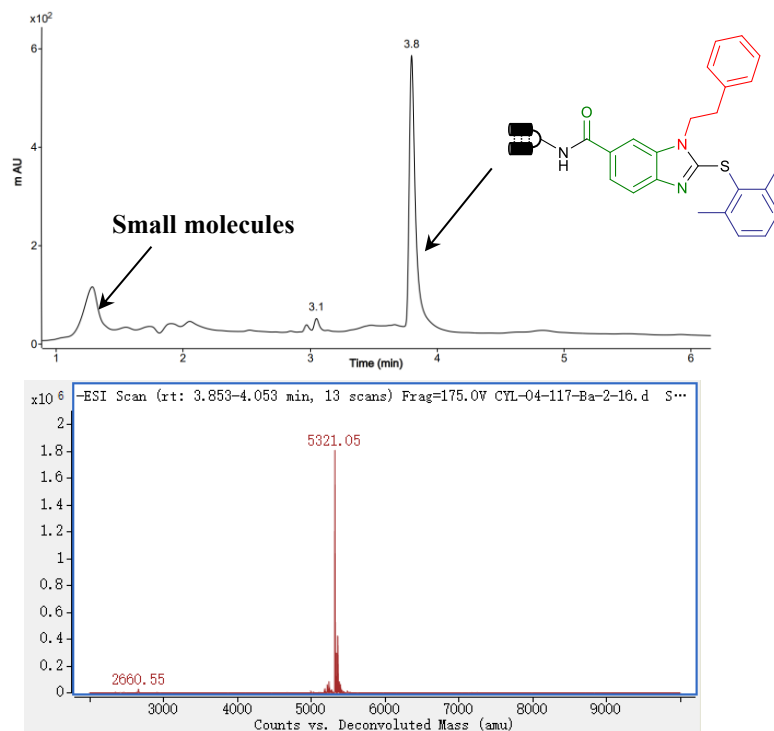 x10²
6
4
2
0
m AU
3.8
3.1
Small molecules
1
2
3
4
5
6
Time (min)
O
N
H
N
N
S
x10 6
-ESI Scan (rt: 3.853-4.053 min, 13 scans) Frag=175.0V CYL-04-117-Ba-2-16.d S…
2
1.8
1.6
1.4
1.2
1
0.8
0.6
0.4
0.2
0
5321.05
2660.55
3000
4000
5000
6000
7000
8000
9000
Counts vs. Deconvoluted Mass (amu)